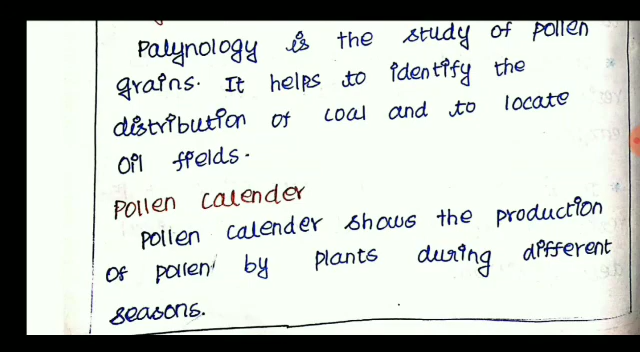 Palynology is the study of pollen
grains. It helps to identify the
distribution of coal and to locate
oil fields.
Pollen calender
Pollen calender shows the production
of pollen by plants during different
seasons.